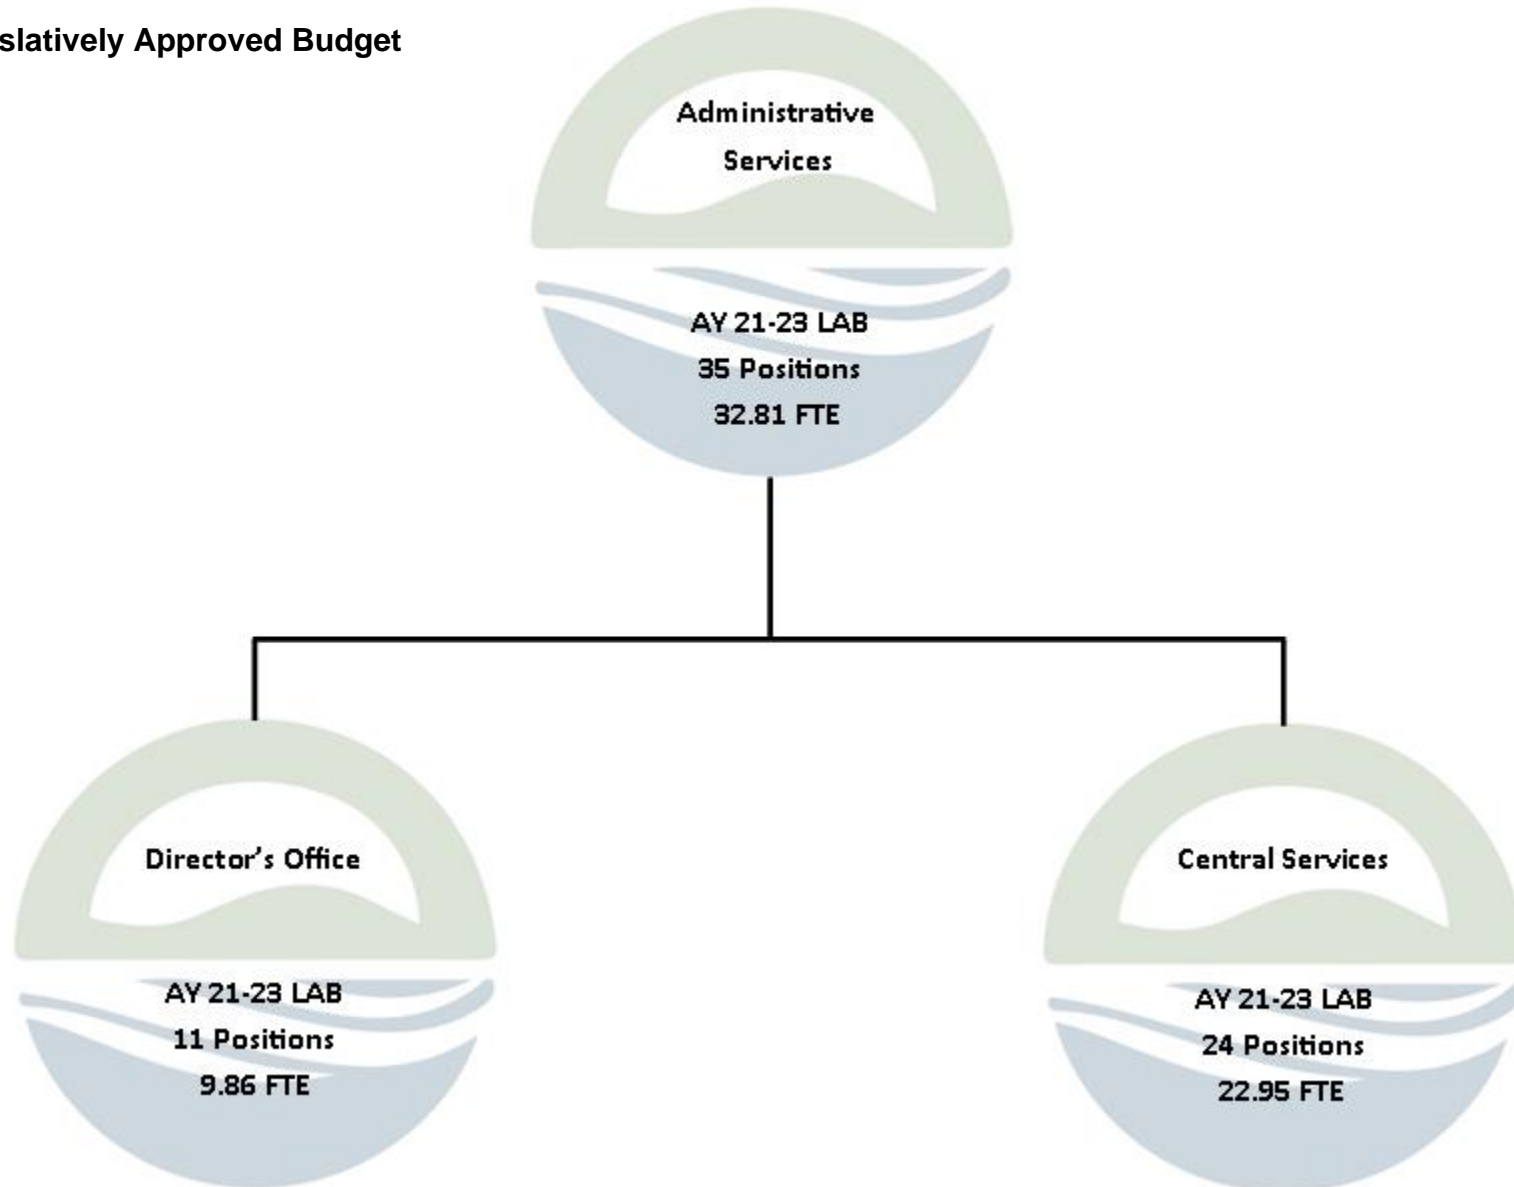 slatively Approved Budget
Administrative
Services
AY 21-23 LAB
35 Positions
32.81 FTE
Director’s Office
AY 21-23 LAB
11 Positions
9.86 FTE
Central Services
AY 21-23 LAB
24 Positions
22.95 FTE